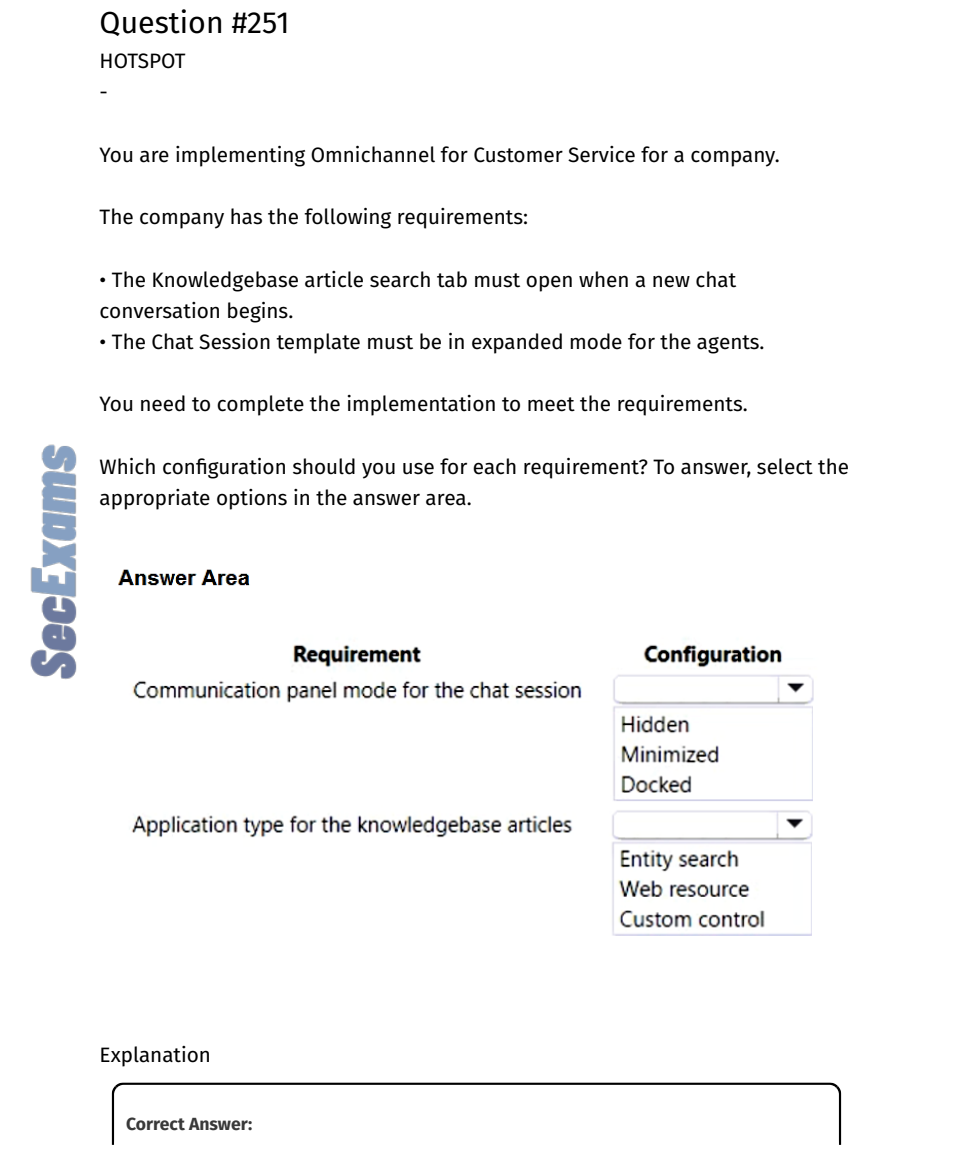 Question #251
HOTSPOT
-
You are implementing Omnichannel for Customer Service for a company.
The company has the following requirements:
• The Knowledgebase article search tab must open when a new chat
conversation begins.
• The Chat Session template must be in expanded mode for the agents.
You need to complete the implementation to meet the requirements.
Which configuration should you use for each requirement? To answer, select the
appropriate options in the answer area.
SecExams
Answer Area
Requirement Configuration
Communication panel mode for the chat session
Hidden
Minimized
Docked
Application type for the knowledgebase articles
Entity search
Web resource
Custom control
Explanation
Correct Answer: